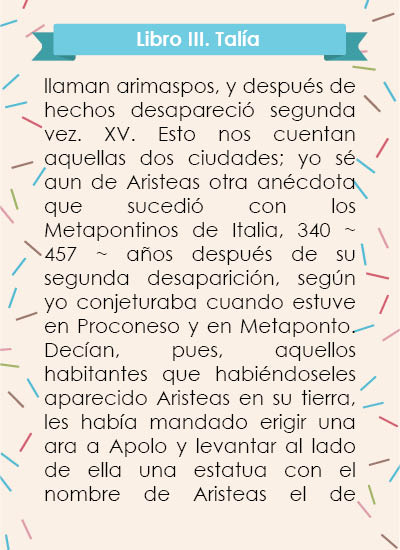 Libro III. Talía
llaman arimaspos, y después de
hechos desapareció segunda
vez. XV. Esto nos cuentan
aquellas dos ciudades; yo sé
aun de Aristeas otra anécdota
que sucedió con los
Metapontinos de Italia, 340 ~
457 ~ años después de su
segunda desaparición, según
yo conjeturaba cuando estuve
en Proconeso y en Metaponto.
Decían, pues, aquellos
habitantes que habiéndoseles
aparecido Aristeas en su tierra,
les había mandado erigir una
ara a Apolo y levantar al lado
de ella una estatua con el
nombre de Aristeas el de